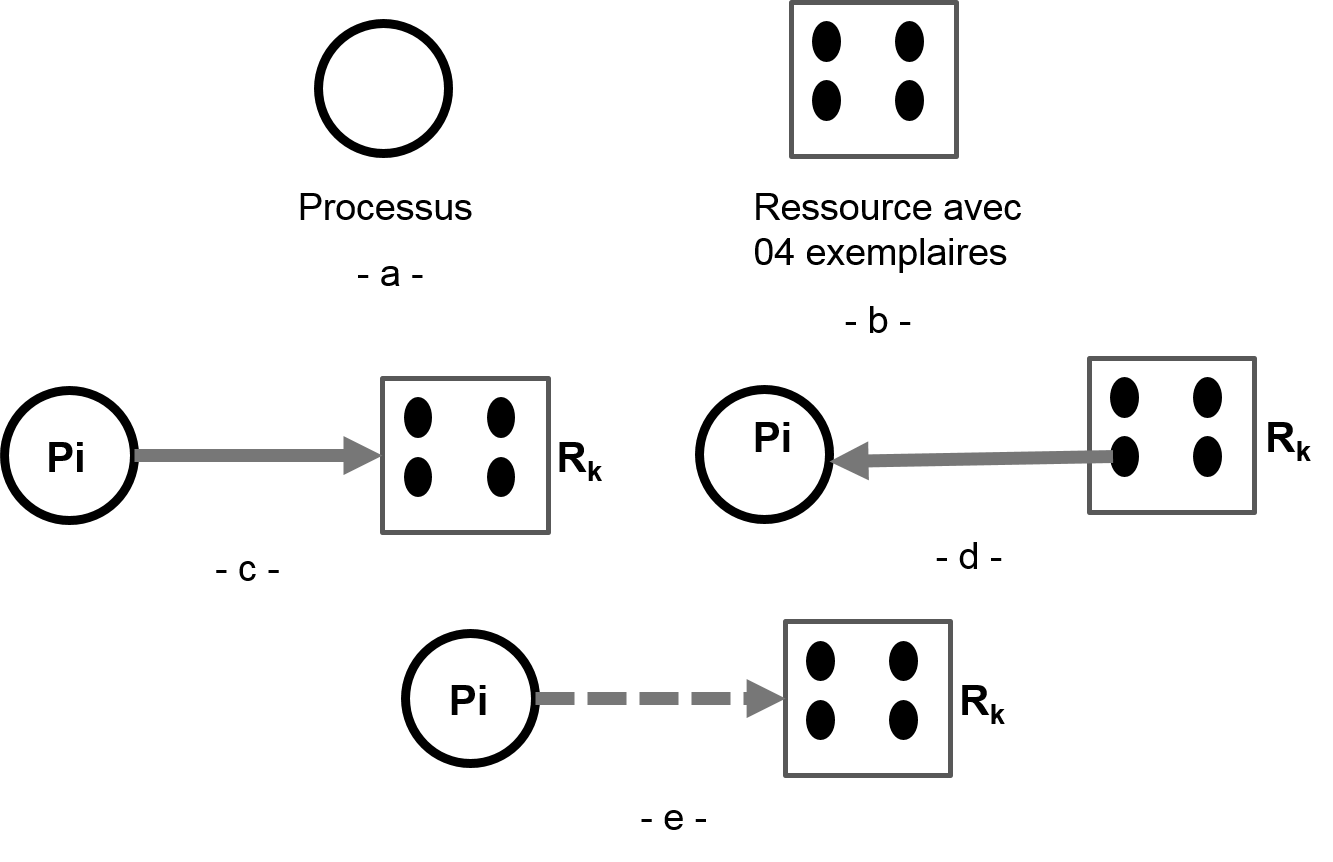 Processus
- a -
Ressource avec
04 exemplaires
- b -
Pi
Rk
- c -
Pi
Rk
- d -
Pi
Rk
- e -